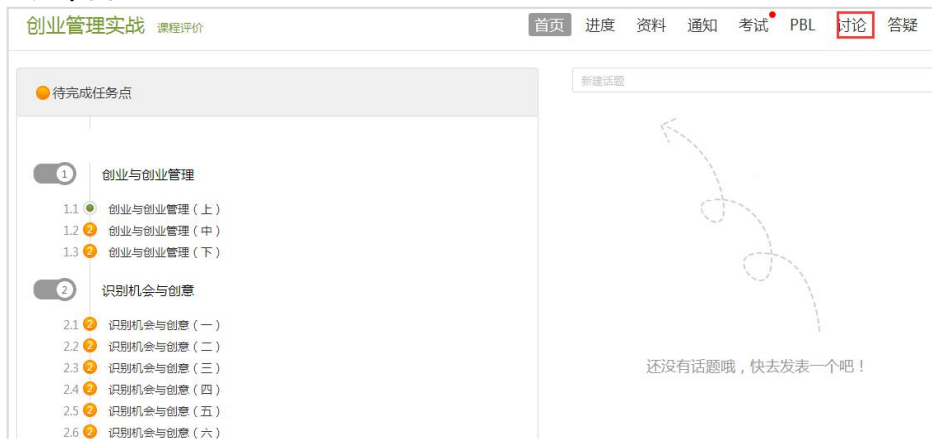 创业管理实战 课程评价
首页 进度 资料 通知 考试 PBL 讨论 答疑
待完成任务点
新建话题
1 创业与创业管理
1.1 创业与创业管理（上）
1.2 2 创业与创业管理（中）
1.3 2 创业与创业管理（下）
2 识别机会与创意
2.1 2 识别机会与创意（一）
2.2 2 识别机会与创意（二）
2.3 2 识别机会与创意（三）
2.4 2 识别机会与创意（四）
2.5 2 识别机会与创意（五）
2.6 2 识别机会与创意（六）
还没有话题哦，快去发表一个吧！